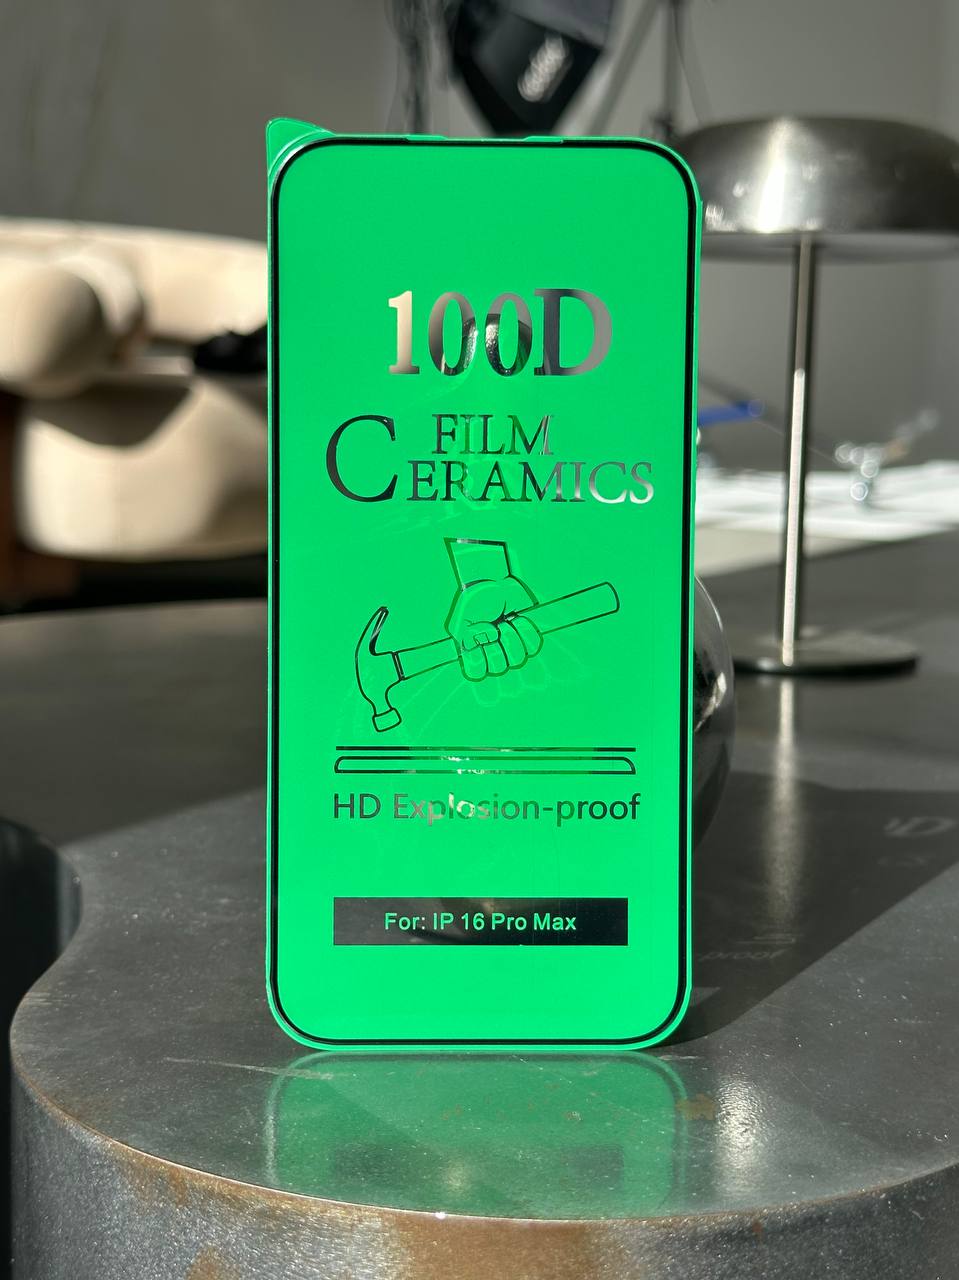 100D
FILM
CERAMICS
HD Explosion-proof
For: IP 16 Pro Max